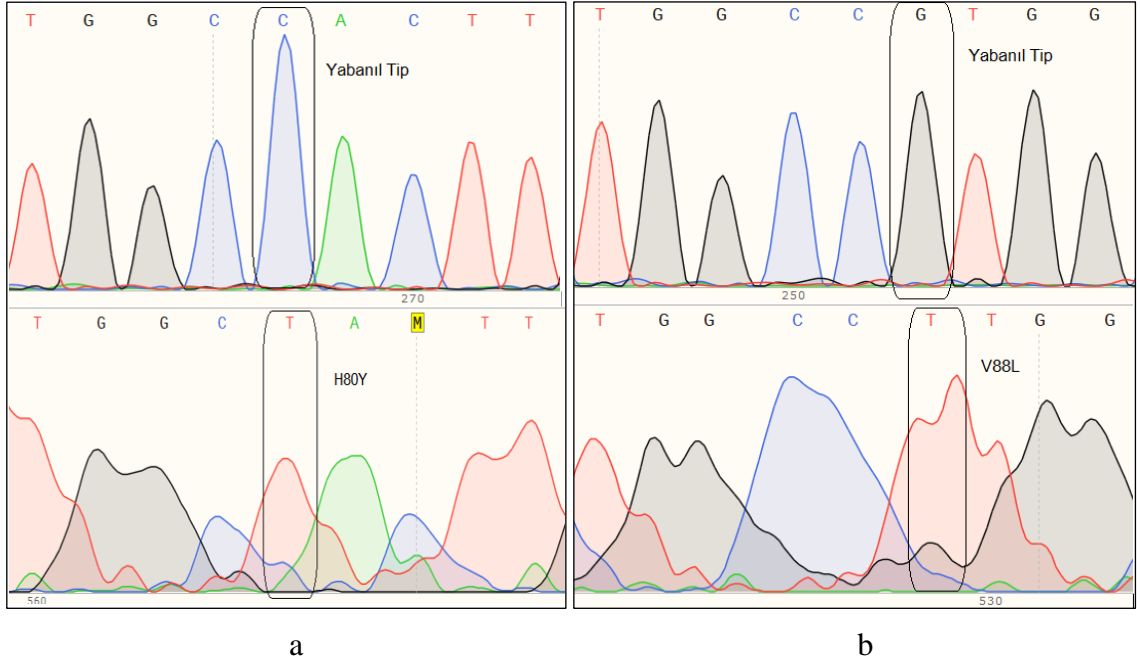 T G G C C A C T T
Yabanıl Tip
270
T G G C T A M T T
H80Y
560
T G G C C G T G G
Yabanıl Tip
250
T G G C C T T G G
V88L
530
a
b